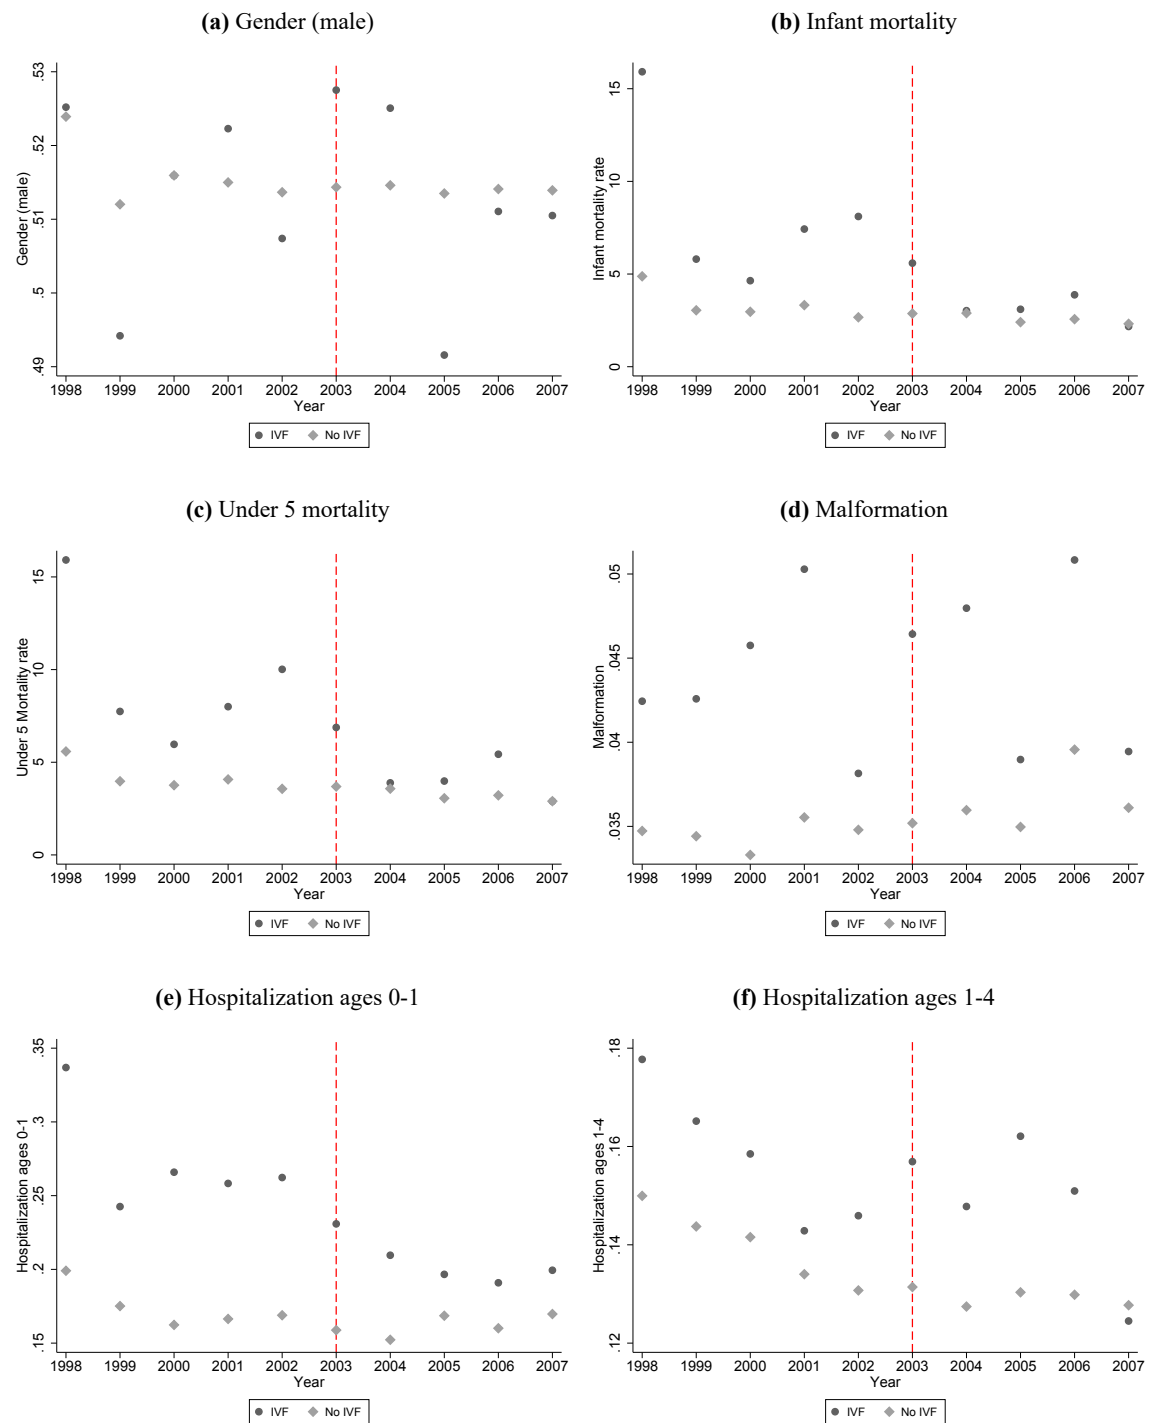 (a) Gender (male)
Gender (male)
.53
.52
.51
.5
.49
1998 1999 2000 2001 2002 2003 2004 2005 2006 2007
Year
IVF No IVF
(b) Infant mortality
Infant mortality rate
15
10
5
0
1998 1999 2000 2001 2002 2003 2004 2005 2006 2007
Year
IVF No IVF
(c) Under 5 mortality
Under 5 Mortality rate
15
10
5
0
1998 1999 2000 2001 2002 2003 2004 2005 2006 2007
Year
IVF No IVF
(d) Malformation
Malformation
.05
.045
.04
.035
1998 1999 2000 2001 2002 2003 2004 2005 2006 2007
Year
IVF No IVF
(e) Hospitalization ages 0-1
Hospitalization ages 0-1
.35
.3
.25
.2
.15
1998 1999 2000 2001 2002 2003 2004 2005 2006 2007
Year
IVF No IVF
(f) Hospitalization ages 1-4
Hospitalization ages 1-4
.18
.16
.14
.12
1998 1999 2000 2001 2002 2003 2004 2005 2006 2007
Year
IVF No IVF